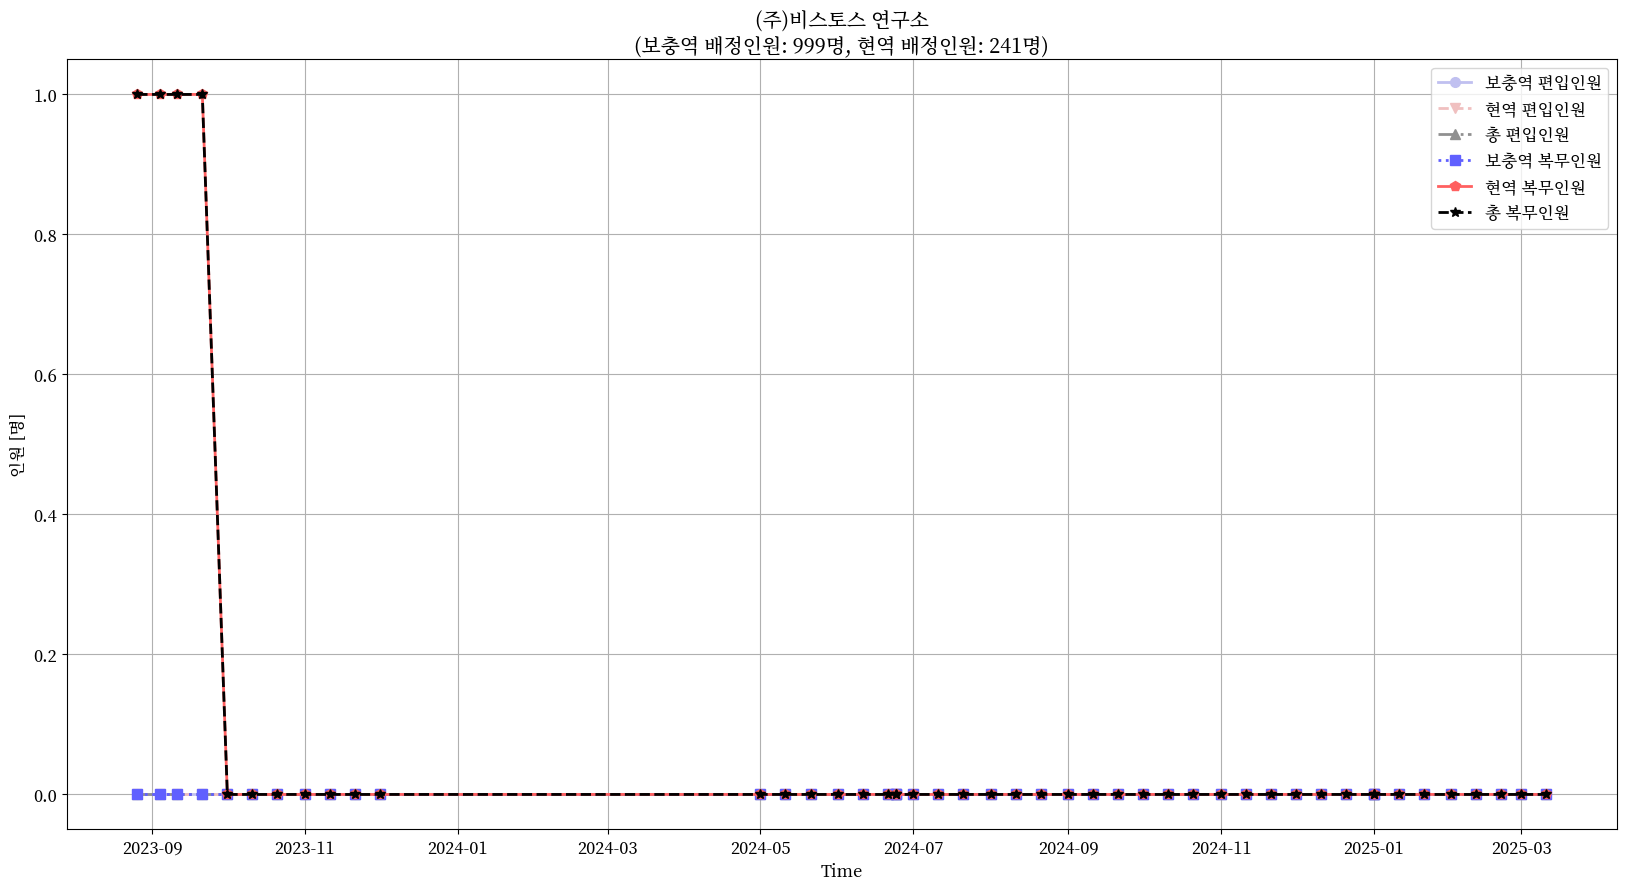 (주)비스토스 연구소
(보충역 배정인원: 999명, 현역 배정인원: 241명)
보충역 편입인원
현역 편입인원
총 편입인원
보충역 복무인원
현역 복무인원
총 복무인원
인원 [명]
1.0
0.8
0.6
0.4
0.2
0.0
2023-09 2023-11 2024-01 2024-03 2024-05 2024-07 2024-09 2024-11 2025-01 2025-03
Time